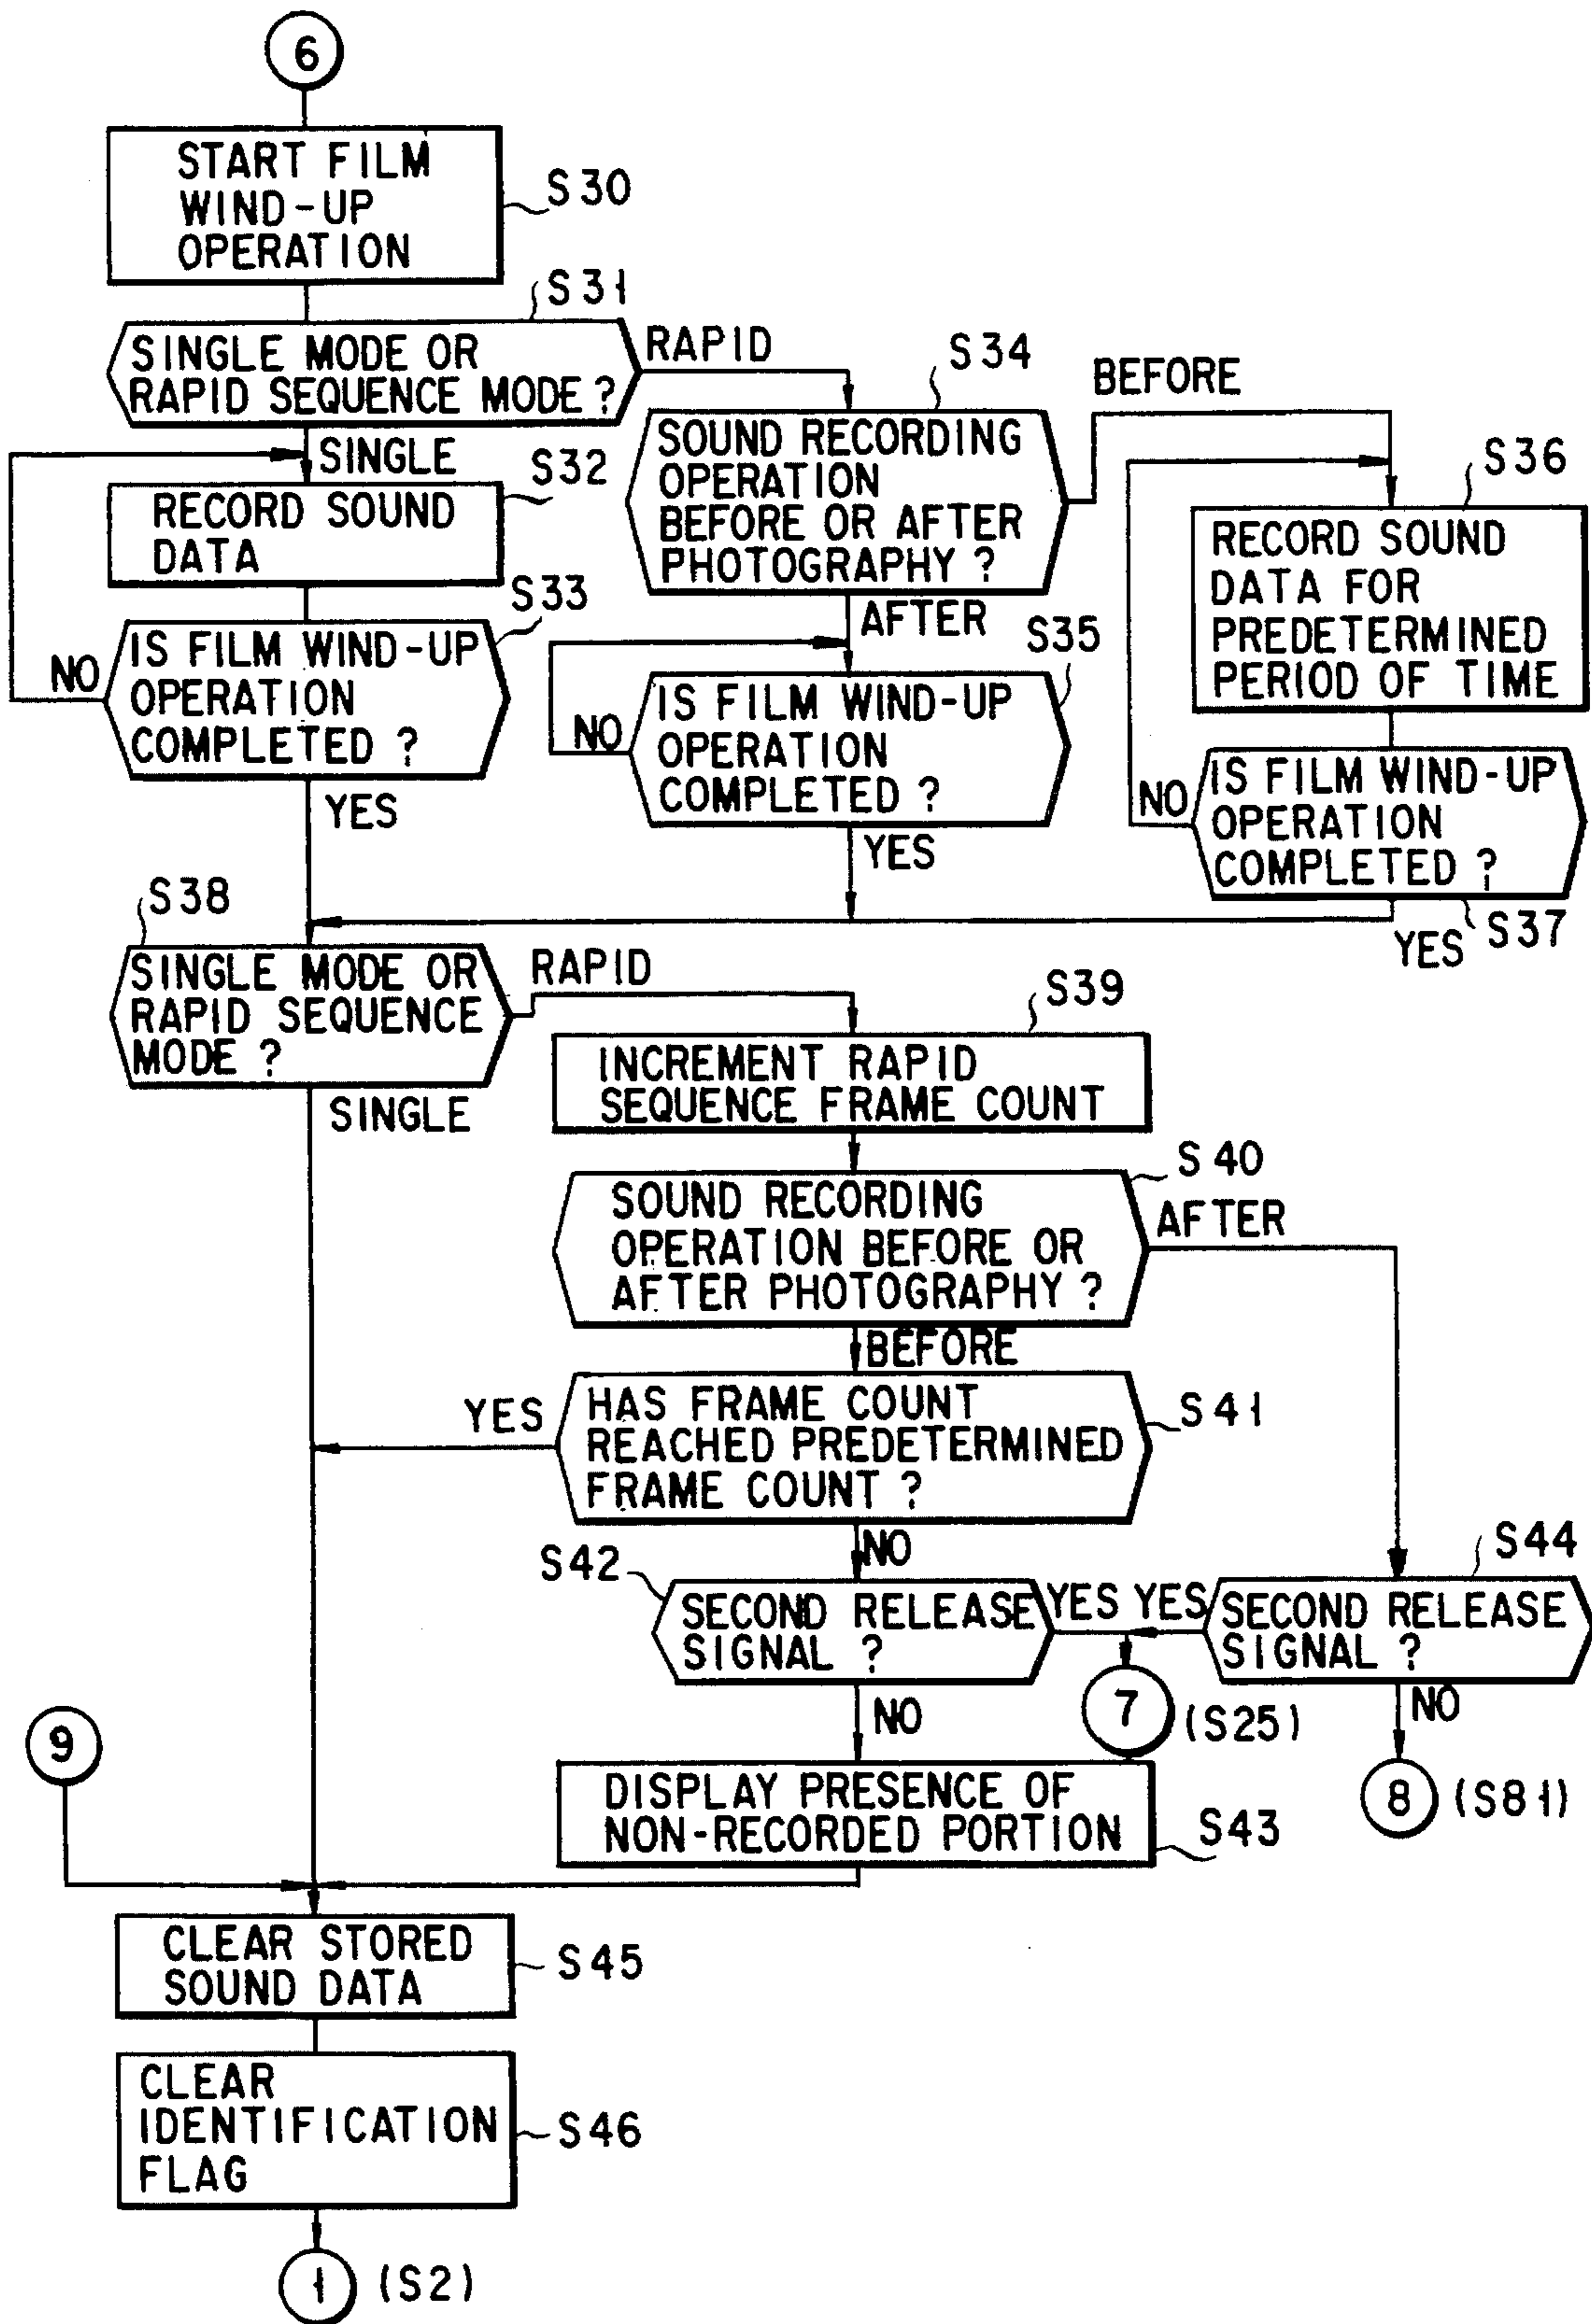 6
START FILM
WIND-UP
OPERATION
S30
S31
SINGLE MODE OR
RAPID SEQUENCE MODE ?
RAPID
SINGLE
S32
RECORD SOUND
DATA
S33
IS FILM WIND-UP
OPERATION
COMPLETED ?
NO
YES
S34
SOUND RECORDING
OPERATION
BEFORE OR AFTER
PHOTOGRAPHY ?
BEFORE
AFTER
S35
IS FILM WIND-UP
OPERATION
COMPLETED ?
NO
YES
S36
RECORD SOUND
DATA FOR
PREDETERMINED
PERIOD OF TIME
IS FILM WIND-UP
OPERATION
COMPLETED ?
NO
YES
S37
S38
SINGLE MODE OR
RAPID SEQUENCE
MODE ?
RAPID
SINGLE
S39
INCREMENT RAPID
SEQUENCE FRAME COUNT
S40
SOUND RECORDING
OPERATION BEFORE OR
AFTER PHOTOGRAPHY ?
AFTER
BEFORE
YES
HAS FRAME COUNT
REACHED PREDETERMINED
FRAME COUNT ?
S41
NO
S42
SECOND RELEASE
SIGNAL ?
YES
YES
S44
SECOND RELEASE
SIGNAL ?
NO
NO
7
(S25)
8
(S81)
9
DISPLAY PRESENCE OF
NON-RECORDED PORTION
S43
CLEAR STORED
SOUND DATA
S45
CLEAR
IDENTIFICATION
FLAG
S46
1
(S2)